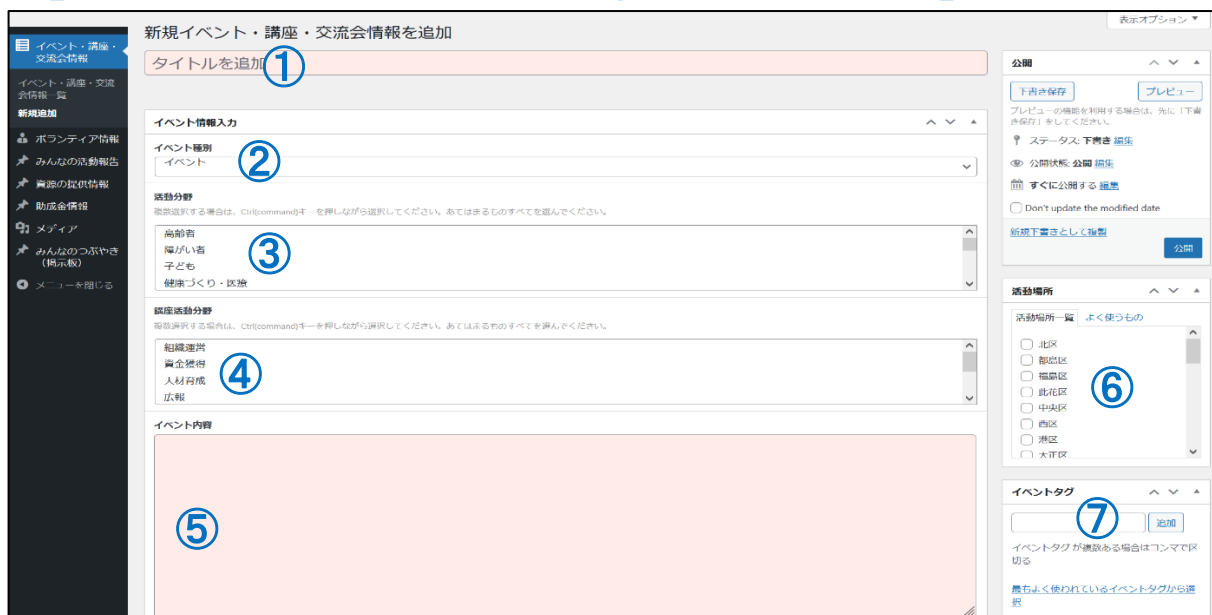 表示オプション ▼
イベント・講座・
交流会情報
イベント・講座・交流
会情報一覧
新規追加
ボランティア情報
みんなの活動報告
資源の提供情報
助成金情報
メディア
みんなのつぶやき
(掲示板)
メニューを閉じる
新規イベント・講座・交流会情報を追加
タイトルを追加
①
イベント情報入力
イベント種別
イベント
②
活動分野
複数選択する場合は、Ctrl(command)キーを押しながら選択してください。あてはまるものすべてを選んでください。
高齢者
障がい者
子ども
健康づくり・医療
③
講座活動分野
複数選択する場合は、Ctrl(command)キーを押しながら選択してください。あてはまるものすべてを選んでください。
組織運営
資金獲得
人材育成
広報
④
イベント内容
⑤
公開
下書き保存
プレビュー
プレビューの機能を利用する場合は、先に「下書
き保存」をしてください。
ステータス: 下書き 編集
公開状態: 公開 編集
すぐに公開する 編集
Don't update the modified date
新規下書きとして複製
公開
活動場所
活動場所一覧 よく使うもの
北区
都島区
福島区
此花区
中央区
西区
港区
大正区
⑥
イベントタグ
⑦
追加
イベントタグ が複数ある場合はコンマで区
切る
最もよく使われているイベントタグから選
択